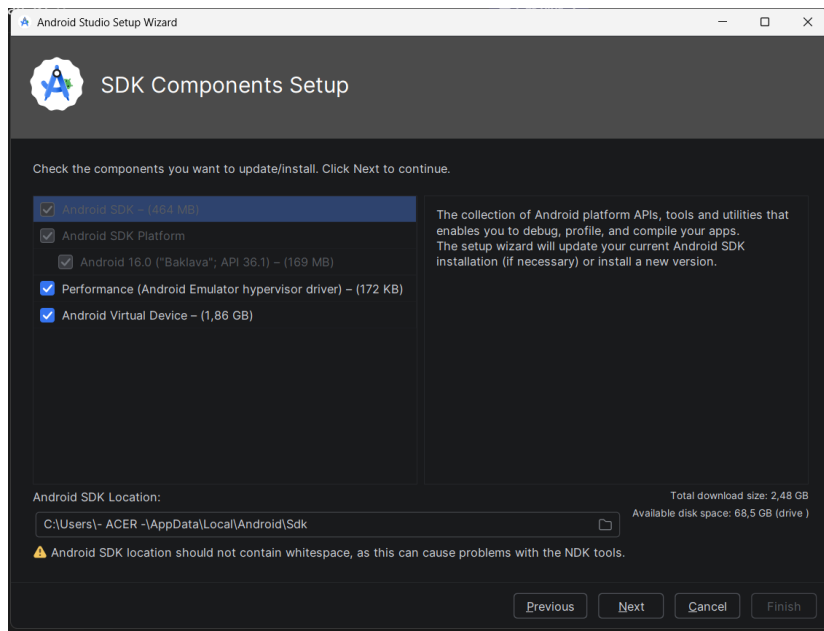 Android Studio Setup Wizard
SDK Components Setup
Check the components you want to update/install. Click Next to continue.
Android SDK – (464 MB)
Android SDK Platform
Android 16.0 ("Baklava"; API 36.1) – (169 MB)
Performance (Android Emulator hypervisor driver) – (172 KB)
Android Virtual Device – (1,86 GB)
The collection of Android platform APIs, tools and utilities that
enables you to debug, profile, and compile your apps.
The setup wizard will update your current Android SDK
installation (if necessary) or install a new version.
Android SDK Location:
Total download size: 2,48 GB
C:\Users\- ACER -\AppData\Local\Android\Sdk
Available disk space: 68,5 GB (drive )
Android SDK location should not contain whitespace, as this can cause problems with the NDK tools.
Previous
Next
Cancel
Finish